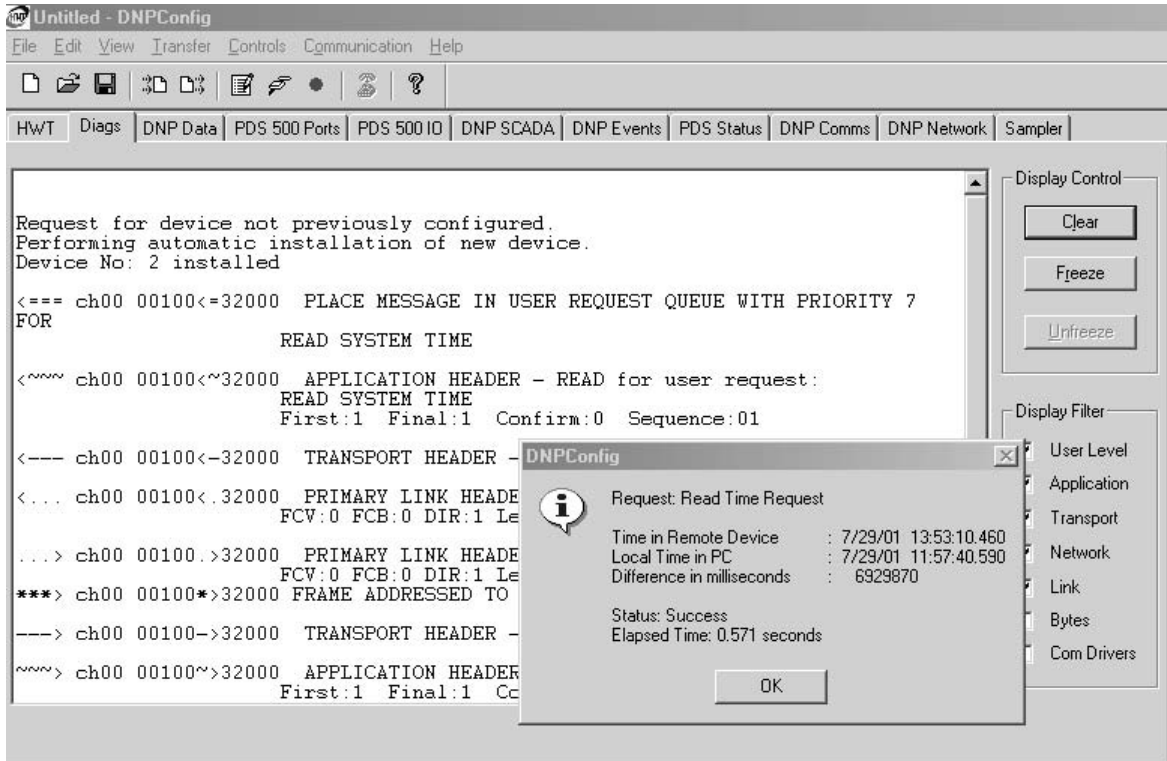 Untitled - DNPConfig
File Edit View Transfer Controls Communication Help
HWT Diags DNP Data PDS 500 Ports PDS 500 IO DNP SCADA DNP Events PDS Status DNP Comms DNP Network Sampler
Request for device not previously configured.
Performing automatic installation of new device.
Device No: 2 installed
<=== ch00 00100<=32000 PLACE MESSAGE IN USER REQUEST QUEUE WITH PRIORITY 7
FOR
READ SYSTEM TIME
<~~~ ch00 00100<~32000 APPLICATION HEADER - READ for user request:
READ SYSTEM TIME
First:1 Final:1 Confirm:0 Sequence:01
<--- ch00 00100<-32000 TRANSPORT HEADER -
<... ch00 00100<.32000 PRIMARY LINK HEADE
FCV:0 FCB:0 DIR:1 Le
...> ch00 00100.>32000 PRIMARY LINK HEADE
FCV:0 FCB:0 DIR:1 Le
***> ch00 00100*>32000 FRAME ADDRESSED TO
---> ch00 00100->32000 TRANSPORT HEADER -
~~~> ch00 00100~>32000 APPLICATION HEADER
First:1 Final:1 Co
DNPConfig
Request: Read Time Request
Time in Remote Device : 7/29/01 13:53:10.460
Local Time in PC : 7/29/01 11:57:40.590
Difference in milliseconds : 6929870
Status: Success
Elapsed Time: 0.571 seconds
OK
Display Control
Clear
Freeze
Unfreeze
Display Filter
User Level
Application
Transport
Network
Link
Bytes
Com Drivers